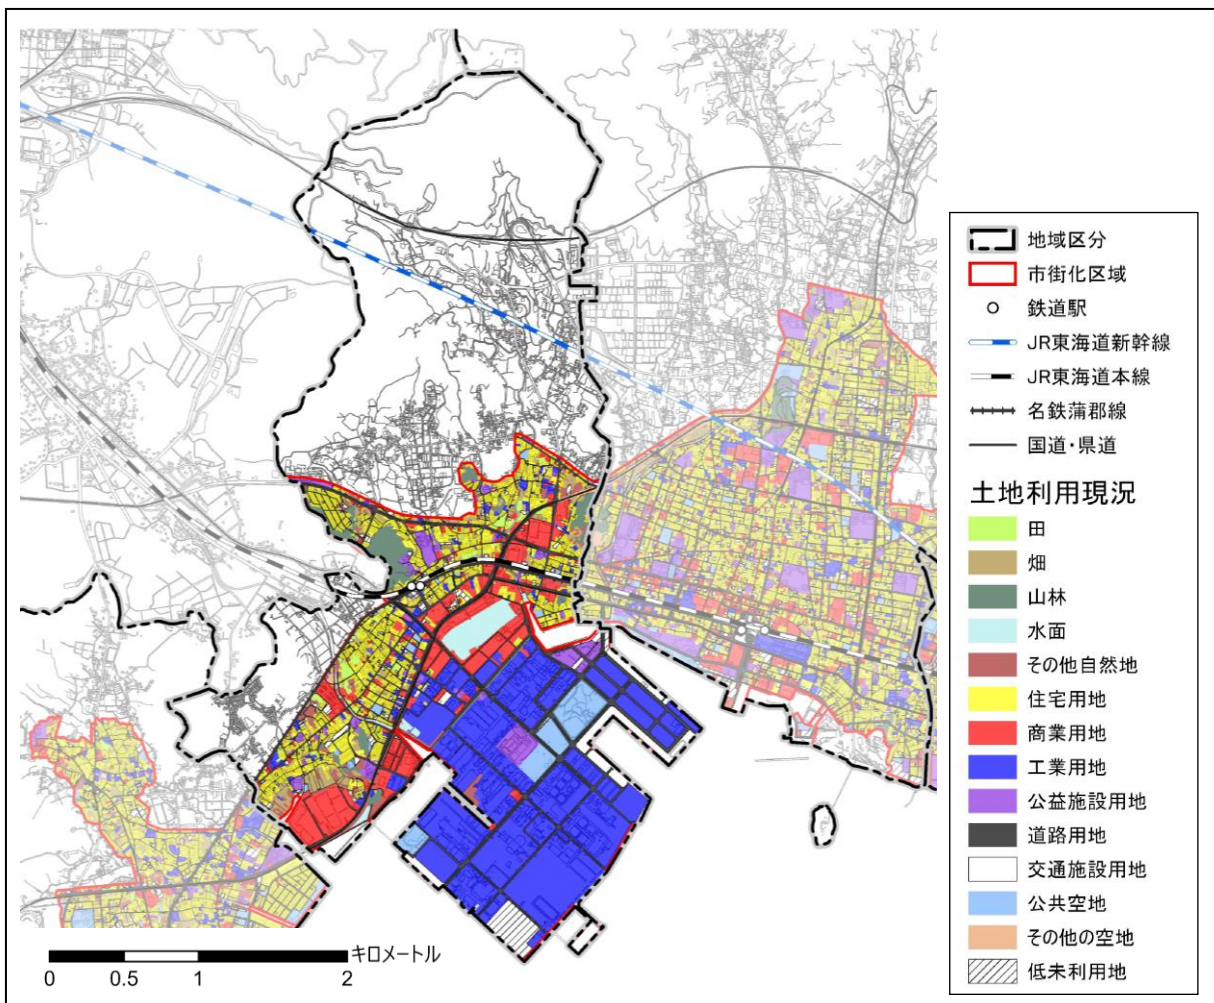 地域区分
市街化区域
鉄道駅
JR東海道新幹線
JR東海道本線
名鉄蒲郡線
国道・県道
土地利用現況
田
畑
山林
水面
その他自然地
住宅用地
商業用地
工業用地
公益施設用地
道路用地
交通施設用地
公共空地
その他の空地
低未利用地
キロメートル
0 0.5 1 2